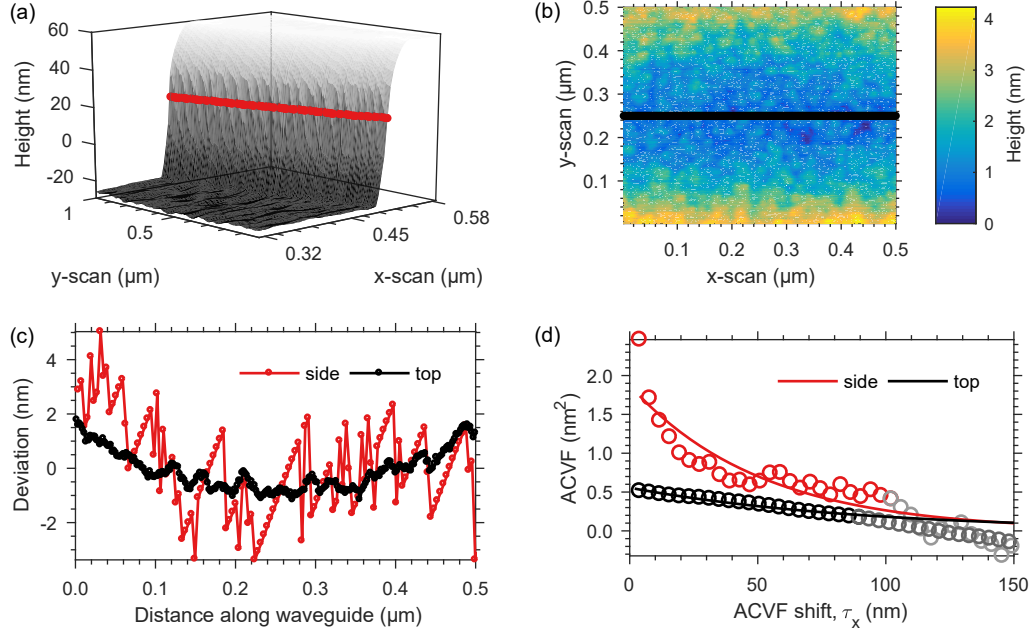 (a)
60
40
20
0
-20
Height (nm)
1
0.5
y-scan (µm)
0.32
0.45
0.58
x-scan (µm)
(b)
0.5
0.4
0.3
0.2
0.1
y-scan (µm)
0.1 0.2 0.3 0.4 0.5
x-scan (µm)
4
3
2
1
0
Height (nm)
(c)
4
2
0
-2
Deviation (nm)
side top
0.0 0.1 0.2 0.3 0.4 0.5
Distance along waveguide (µm)
(d)
2.0
1.5
1.0
0.5
0.0
ACVF (nm²)
side top
0 50 100 150
ACVF shift, τx (nm)